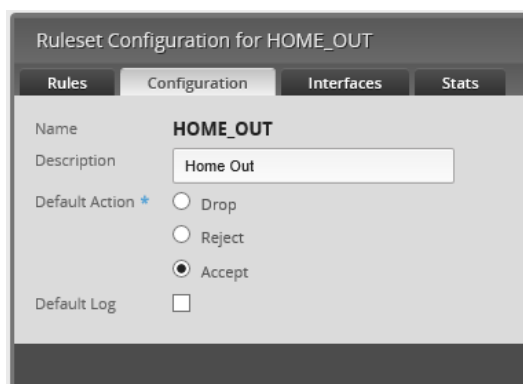 Ruleset Configuration for HOME_OUT
Rules Configuration Interfaces Stats
Name HOME_OUT
Description Home Out
Default Action * Drop
Reject
Accept
Default Log